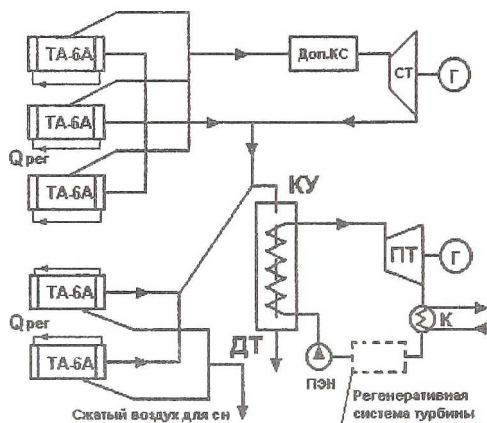 ТА-6А
Доп.КС
СТ
Г
ТА-6А
Qрег
ТА-6А
КУ
ПТ
Г
ТА-6А
Qрег
К
ТА-6А
ДТ
ПЭН
Регенеративная
система турбины
Сжатый воздух для сн